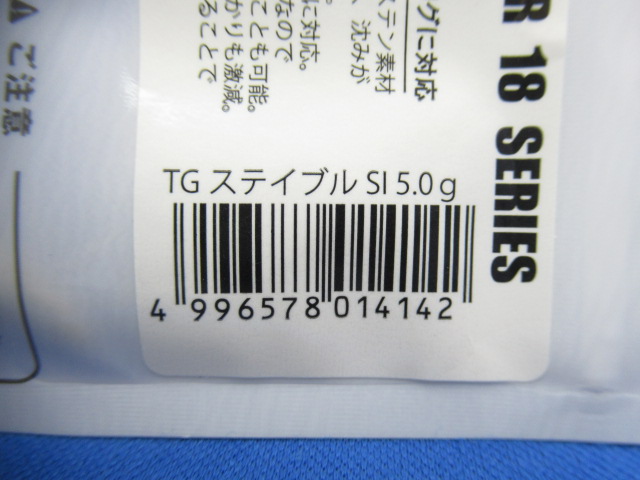 TG ステイブル SI 5.0 g
4 996578 014142
R 18 SERIES
グに対応
ステン素材
、沈みが
に対応。
なので
ことも可能。
かりも激減。
ることで
ご注意